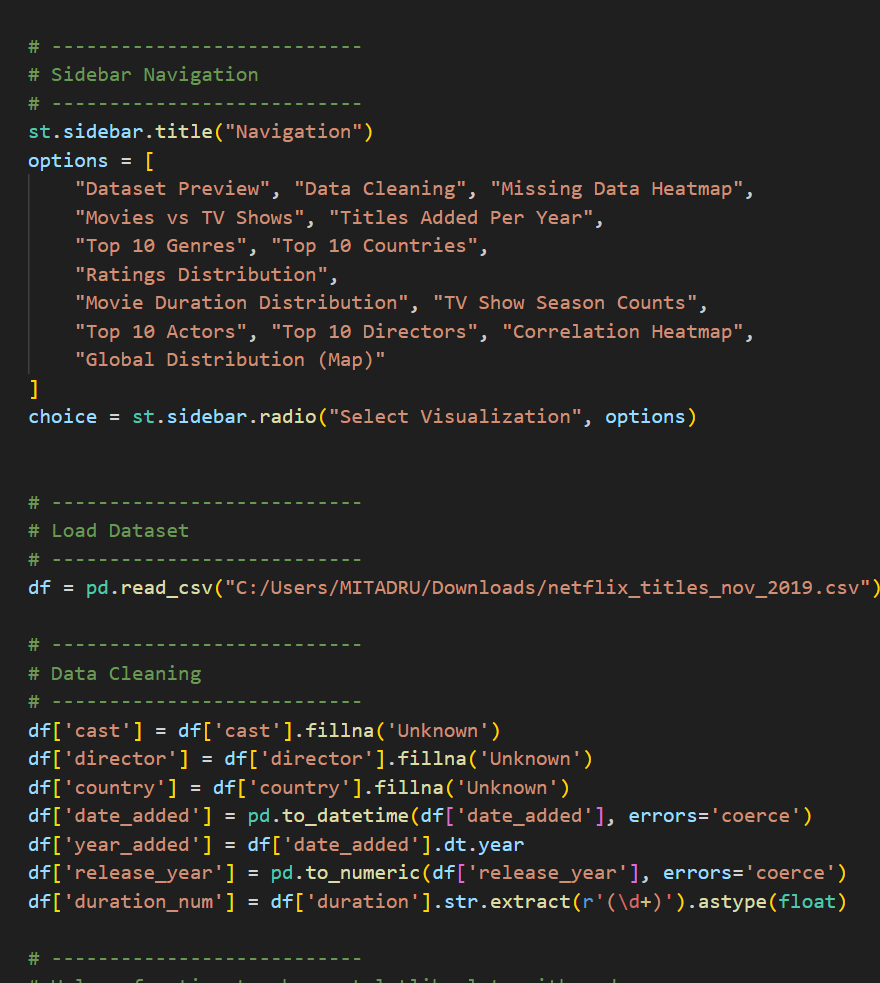 # ---------------------------
# Sidebar Navigation
# ---------------------------
st.sidebar.title("Navigation")
options = [
    "Dataset Preview", "Data Cleaning", "Missing Data Heatmap",
    "Movies vs TV Shows", "Titles Added Per Year",
    "Top 10 Genres", "Top 10 Countries",
    "Ratings Distribution",
    "Movie Duration Distribution", "TV Show Season Counts",
    "Top 10 Actors", "Top 10 Directors", "Correlation Heatmap",
    "Global Distribution (Map)"
]
choice = st.sidebar.radio("Select Visualization", options)
# ---------------------------
# Load Dataset
# ---------------------------
df = pd.read_csv("C:/Users/MITADRU/Downloads/netflix_titles_nov_2019.csv")
# ---------------------------
# Data Cleaning
# ---------------------------
df['cast'] = df['cast'].fillna('Unknown')
df['director'] = df['director'].fillna('Unknown')
df['country'] = df['country'].fillna('Unknown')
df['date_added'] = pd.to_datetime(df['date_added'], errors='coerce')
df['year_added'] = df['date_added'].dt.year
df['release_year'] = pd.to_numeric(df['release_year'], errors='coerce')
df['duration_num'] = df['duration'].str.extract(r'(\d+)').astype(float)
# ---------------------------